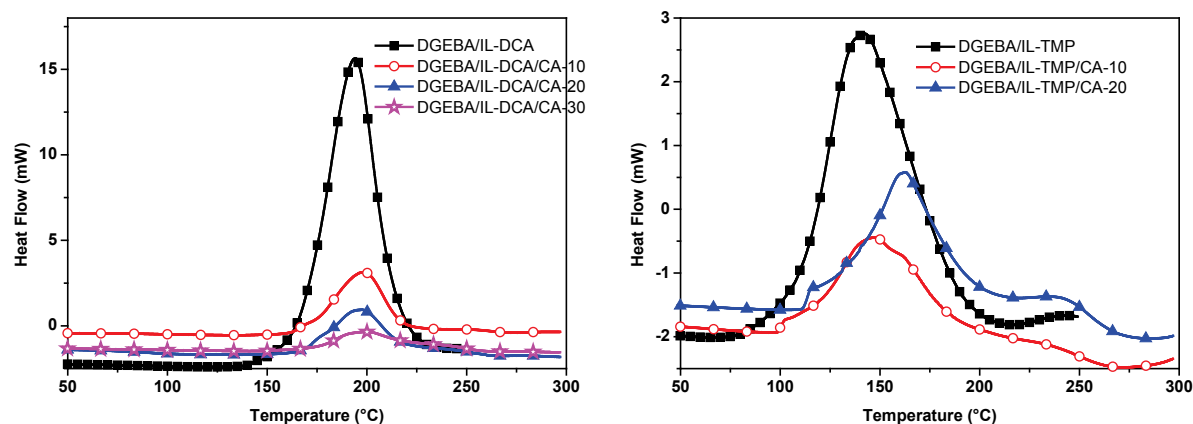 DGEBA/IL-DCA
DGEBA/IL-DCA/CA-10
DGEBA/IL-DCA/CA-20
DGEBA/IL-DCA/CA-30
15
10
5
0
50 100 150 200 250 300
Heat Flow (mW)
Temperature (°C)
DGEBA/IL-TMP
DGEBA/IL-TMP/CA-10
DGEBA/IL-TMP/CA-20
3
2
1
0
-1
-2
50 100 150 200 250 300
Heat Flow (mW)
Temperature (°C)